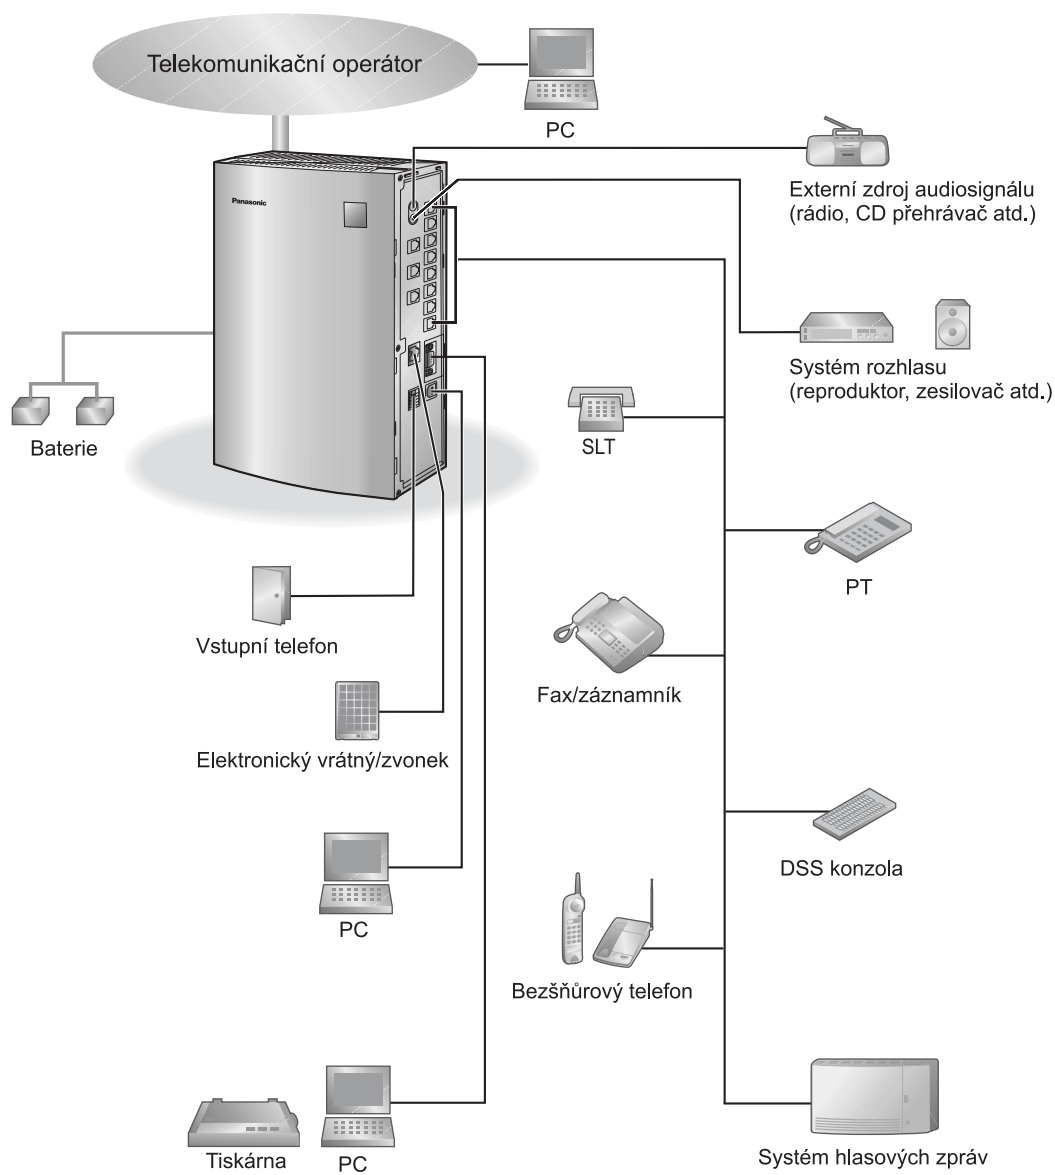 Telekomunikační operátor
PC
Externí zdroj audiosignálu
(rádio, CD přehrávač atd.)
Panasonic
Systém rozhlasu
(reproduktor, zesilovač atd.)
Baterie
SLT
PT
Vstupní telefon
Fax/záznamník
Elektronický vrátný/zvonek
DSS konzola
PC
Bezšňůrový telefon
Tiskárna
PC
Systém hlasových zpráv